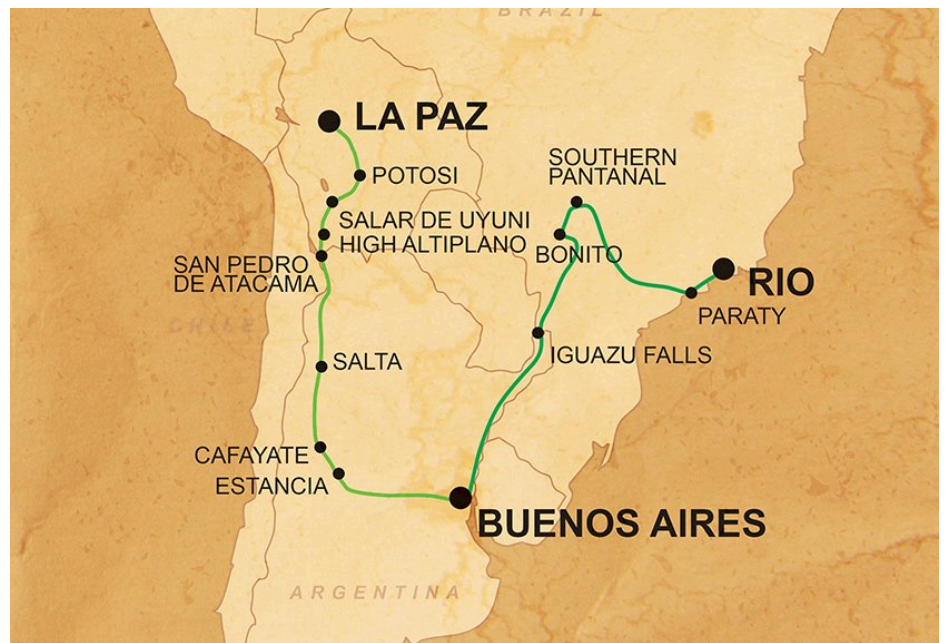 BRAZIL
LA PAZ
POTOSI
SOUTHERN
PANTANAL
SALAR DE UYUNI
HIGH ALTIPLANO
BONITO
SAN PEDRO
DE ATACAMA
RIO
PARATY
CHILE
IGUAZU FALLS
SALTA
CAFAYATE
ESTANCIA
BUENOS AIRES
ARGENTINA